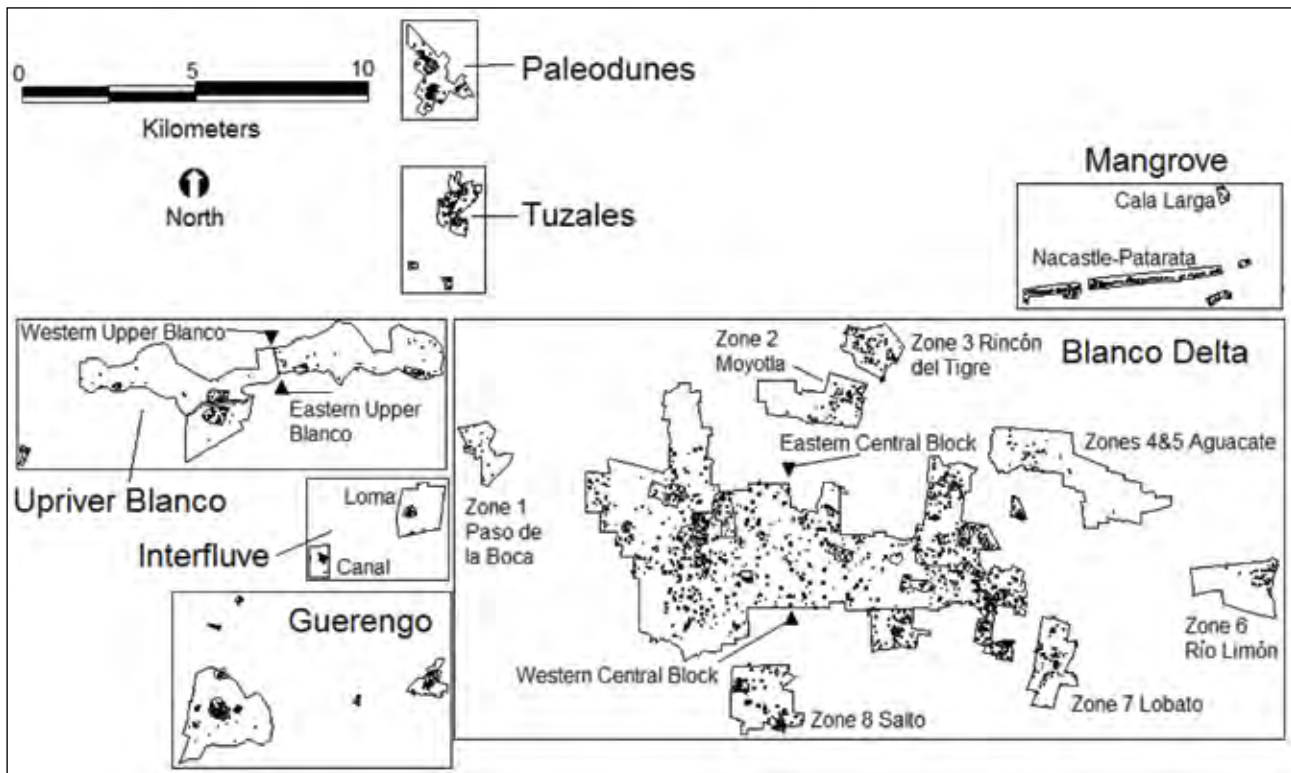 Paleodunes
0 5 10
Kilometers
North
Tuzales
Mangrove
Cala Larga
Nacastle-Patarata
Western Upper Blanco
Eastern Upper
Blanco
Upriver Blanco
Zone 2
Moyotla
Zone 3 Rincón
del Tigre
Blanco Delta
Eastern Central Block
Zones 4&5 Aguacate
Zone 1
Paso de
la Boca
Loma
Interfluve
Canal
Guerengo
Zone 6
Río Limón
Western Central Block
Zone 7 Lobato
Zone 8 Salto